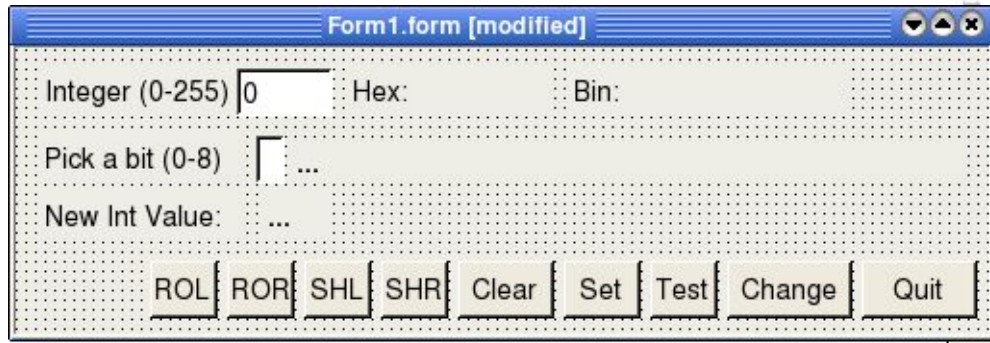 Form1.form [modified]
Integer (0-255) 0 Hex: Bin:
Pick a bit (0-8) ...
New Int Value: ...
ROL ROR SHL SHR Clear Set Test Change Quit